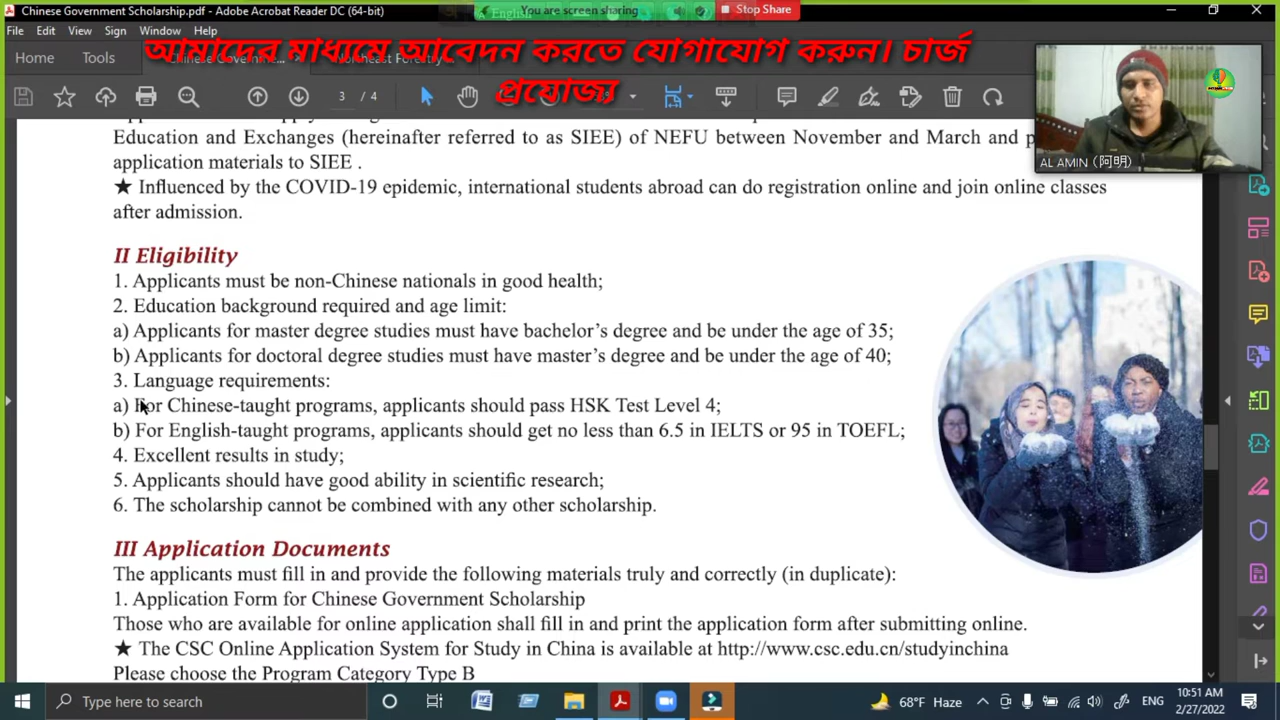 Chinese Government Scholarship.pdf - Adobe Acrobat Reader DC (64-bit)
English
You are screen sharing
Stop Share
File Edit View Sign Window Help
আমাদের মাধ্যমে আবেদন করতে যোগাযোগ করুন। চার্জ
প্রযোজ্য
Home Tools Chinese Governme... Northeast Forestry
3 / 4
Education and Exchanges (hereinafter referred to as SIEE) of NEFU between November and March and
application materials to SIEE .
★ Influenced by the COVID-19 epidemic, international students abroad can do registration online and join online classes
after admission.
AL AMIN (阿明)
II Eligibility
1. Applicants must be non-Chinese nationals in good health;
2. Education background required and age limit:
a) Applicants for master degree studies must have bachelor’s degree and be under the age of 35;
b) Applicants for doctoral degree studies must have master’s degree and be under the age of 40;
3. Language requirements:
a) For Chinese-taught programs, applicants should pass HSK Test Level 4;
b) For English-taught programs, applicants should get no less than 6.5 in IELTS or 95 in TOEFL;
4. Excellent results in study;
5. Applicants should have good ability in scientific research;
6. The scholarship cannot be combined with any other scholarship.
III Application Documents
The applicants must fill in and provide the following materials truly and correctly (in duplicate):
1. Application Form for Chinese Government Scholarship
Those who are available for online application shall fill in and print the application form after submitting online.
★ The CSC Online Application System for Study in China is available at http://www.csc.edu.cn/studyinchina
Please choose the Program Category Type B
Type here to search
68°F Haze
ENG
10:51 AM
2/27/2022